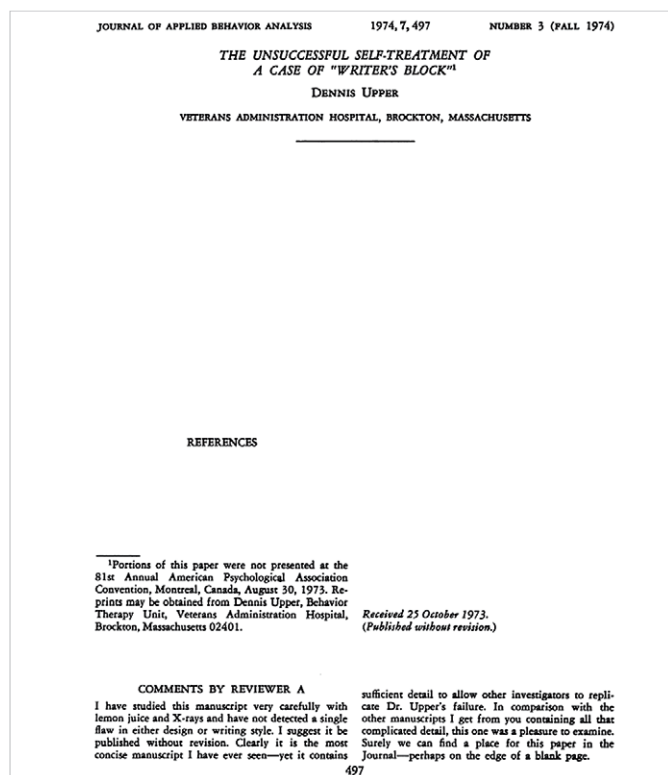 JOURNAL OF APPLIED BEHAVIOR ANALYSIS 1974, 7, 497 NUMBER 3 (FALL 1974)
THE UNSUCCESSFUL SELF-TREATMENT OF
A CASE OF "WRITER'S BLOCK"¹
DENNIS UPPER
VETERANS ADMINISTRATION HOSPITAL, BROCKTON, MASSACHUSETTS
REFERENCES
¹Portions of this paper were not presented at the
81st Annual American Psychological Association
Convention, Montreal, Canada, August 30, 1973. Re-
prints may be obtained from Dennis Upper, Behavior
Therapy Unit, Veterans Administration Hospital,
Brockton, Massachusetts 02401.
Received 25 October 1973.
(Published without revision.)
COMMENTS BY REVIEWER A
I have studied this manuscript very carefully with
lemon juice and X-rays and have not detected a single
flaw in either design or writing style. I suggest it be
published without revision. Clearly it is the most
concise manuscript I have ever seen—yet it contains
sufficient detail to allow other investigators to repli-
cate Dr. Upper's failure. In comparison with the
other manuscripts I get from you containing all that
complicated detail, this one was a pleasure to examine.
Surely we can find a place for this paper in the
Journal—perhaps on the edge of a blank page.
497